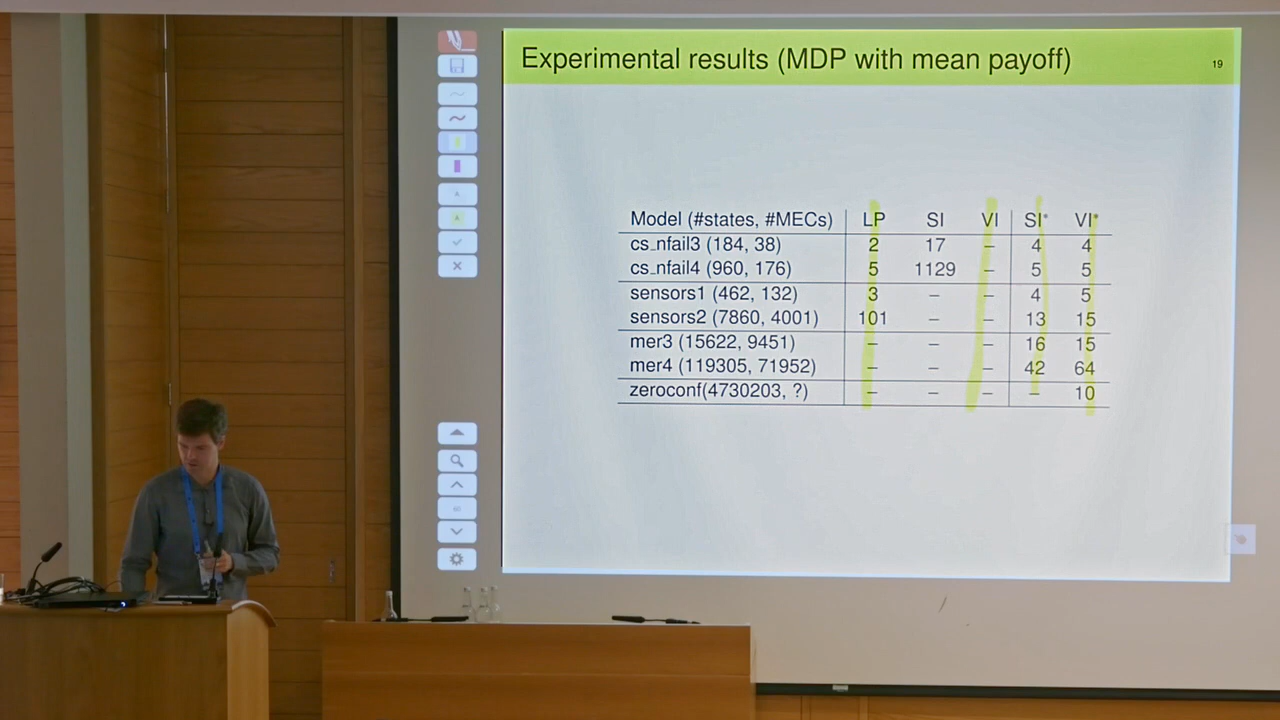 Experimental results (MDP with mean payoff)
19
Model (#states, #MECs) LP SI VI SI* VI*
cs_nfail3 (184, 38) 2 17 – 4 4
cs_nfail4 (960, 176) 5 1129 – 5 5
sensors1 (462, 132) 3 – – 4 5
sensors2 (7860, 4001) 101 – – 13 15
mer3 (15622, 9451) – – – 16 15
mer4 (119305, 71952) – – – 42 64
zeroconf(4730203, ?) – – – – 10